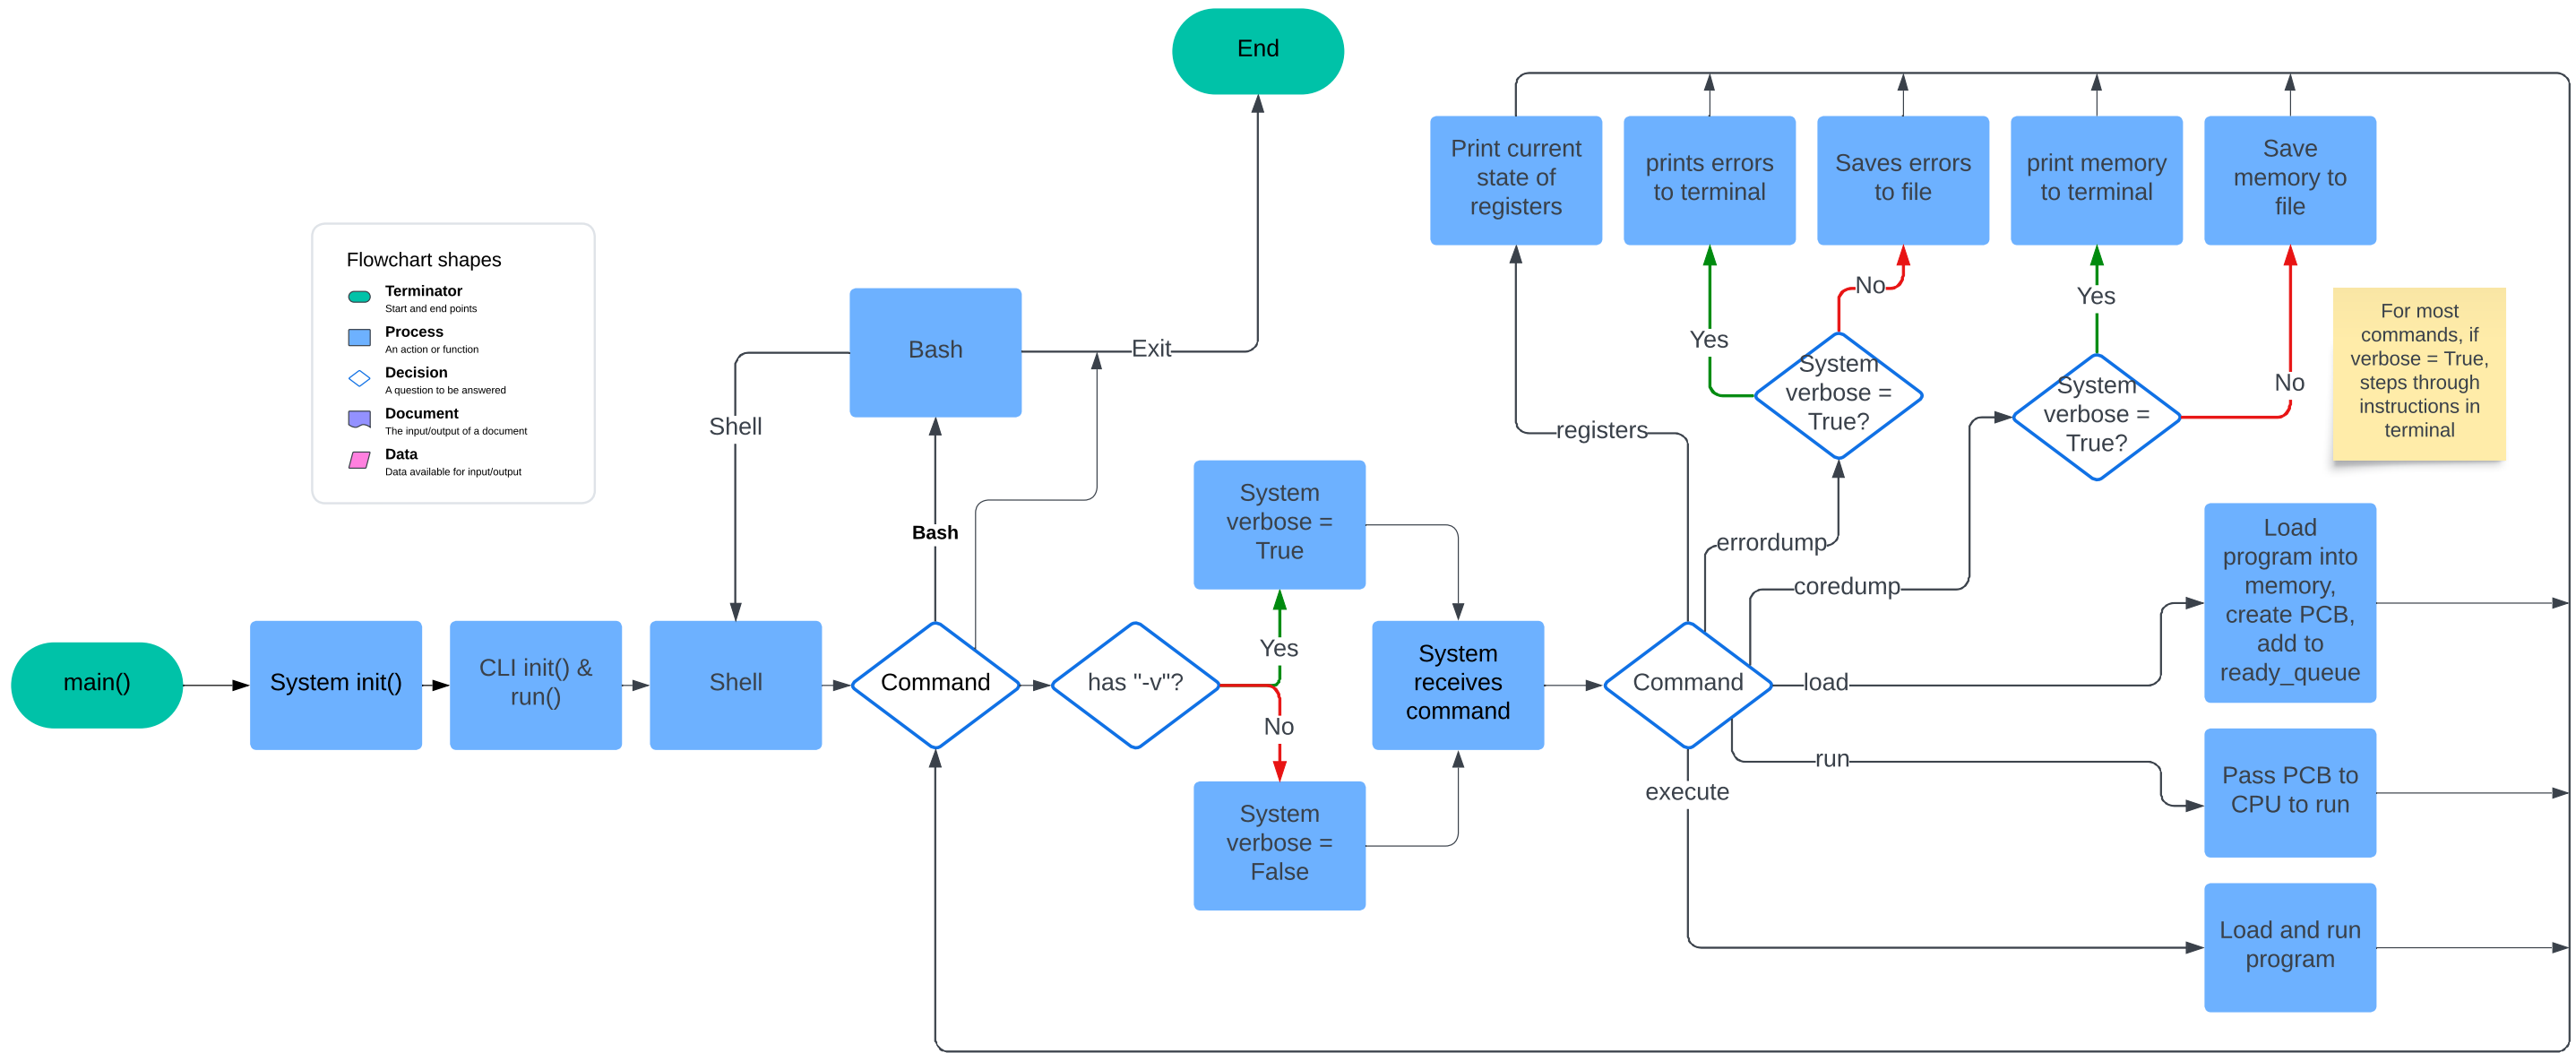 End
Print current
state of
registers
prints errors
to terminal
Saves errors
to file
print memory
to terminal
Save
memory to
file
Flowchart shapes
Terminator
Start and end points
Process
An action or function
Decision
A question to be answered
Document
The input/output of a document
Data
Data available for input/output
Bash
Exit
Shell
Bash
Yes
No
System
verbose =
True?
Yes
No
System
verbose =
True?
For most
commands, if
verbose = True,
steps through
instructions in
terminal
registers
errordump
coredump
System
verbose =
True
Yes
No
System
verbose =
False
main()
System init()
CLI init() &
run()
Shell
Command
has "-v"?
System
receives
command
Command
load
run
execute
Load
program into
memory,
create PCB,
add to
ready_queue
Pass PCB to
CPU to run
Load and run
program